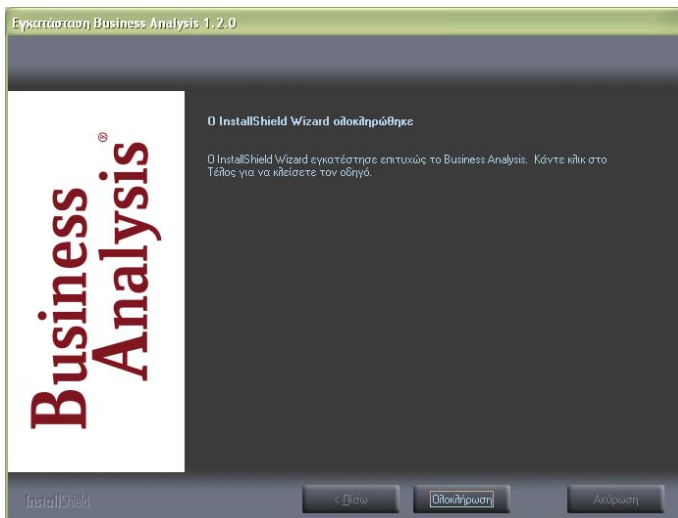 Εγκατάσταση Business Analysis 1.2.0
Ο InstallShield Wizard ολοκληρώθηκε
Ο InstallShield Wizard εγκατέστησε επιτυχώς το Business Analysis. Κάντε κλικ στο
Τέλος για να κλείσετε τον οδηγό.
Business
Analysis®
InstallShield
< Πίσω
Ολοκλήρωση
Ακύρωση